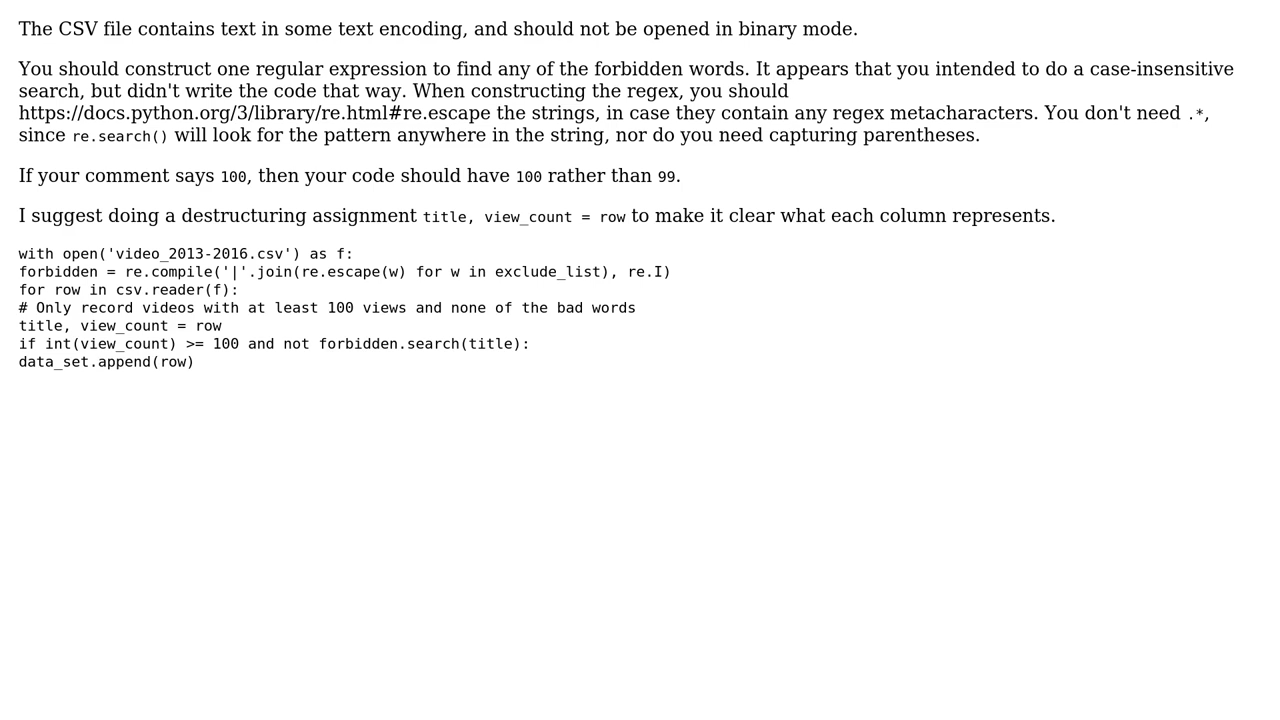 The CSV file contains text in some text encoding, and should not be opened in binary mode.
You should construct one regular expression to find any of the forbidden words. It appears that you intended to do a case-insensitive
search, but didn't write the code that way. When constructing the regex, you should
https://docs.python.org/3/library/re.html#re.escape the strings, in case they contain any regex metacharacters. You don't need .*,
since re.search() will look for the pattern anywhere in the string, nor do you need capturing parentheses.
If your comment says 100, then your code should have 100 rather than 99.
I suggest doing a destructuring assignment title, view_count = row to make it clear what each column represents.
with open('video_2013-2016.csv') as f:
forbidden = re.compile('|'.join(re.escape(w) for w in exclude_list), re.I)
for row in csv.reader(f):
# Only record videos with at least 100 views and none of the bad words
title, view_count = row
if int(view_count) >= 100 and not forbidden.search(title):
data_set.append(row)